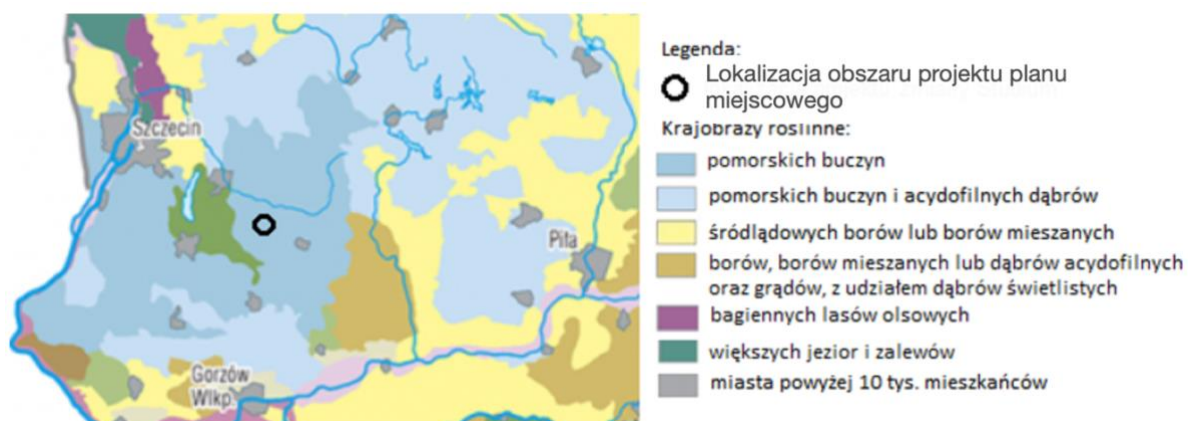 Szczecin
Piła
Gorzów
Wlkp.
Legenda:
Lokalizacja obszaru projektu planu
miejscowego
Krajobrazy roślinne:
pomorskich buczyn
pomorskich buczyn i acydofilnych dąbrów
śródlądowych borów lub borów mieszanych
borów, borów mieszanych lub dąbrów acydofilnych
oraz grądów, z udziałem dąbrów świetlistych
bagiennych lasów olsowych
większych jezior i zalewów
miasta powyżej 10 tys. mieszkańców